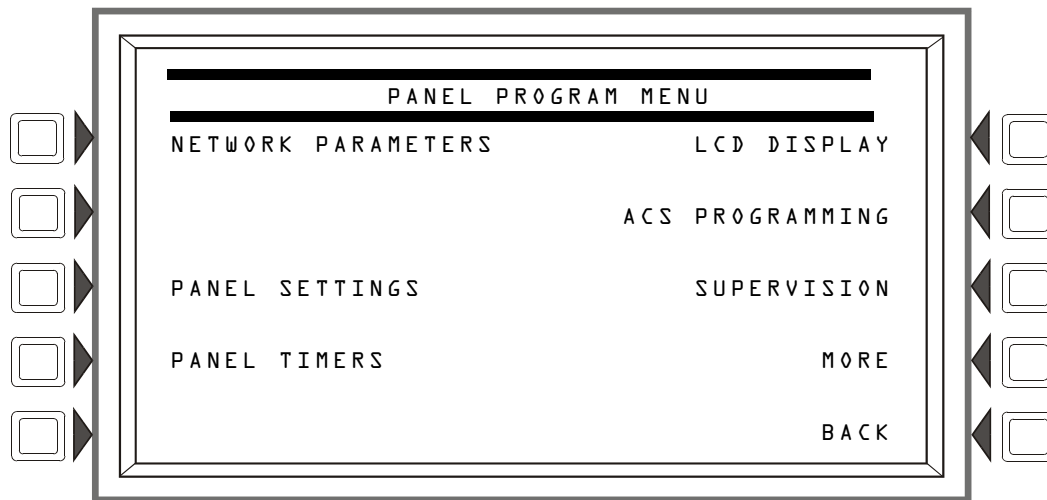 PANEL PROGRAM MENU
NETWORK PARAMETERS LCD DISPLAY
ACS PROGRAMMING
PANEL SETTINGS SUPERVISION
PANEL TIMERS MORE
BACK